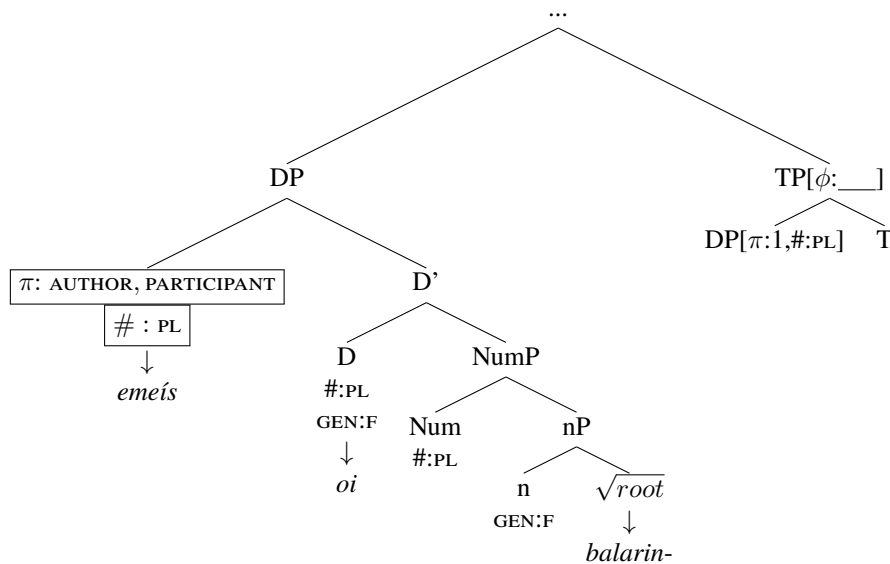 ...
DP TP[ϕ:___]
DP[π:1,#:PL] T
π: AUTHOR, PARTICIPANT D’
# : PL
D NumP
↓ #:PL
emeís GEN:F Num nP
↓ #:PL
oi n √root
GEN:F ↓
balarin-